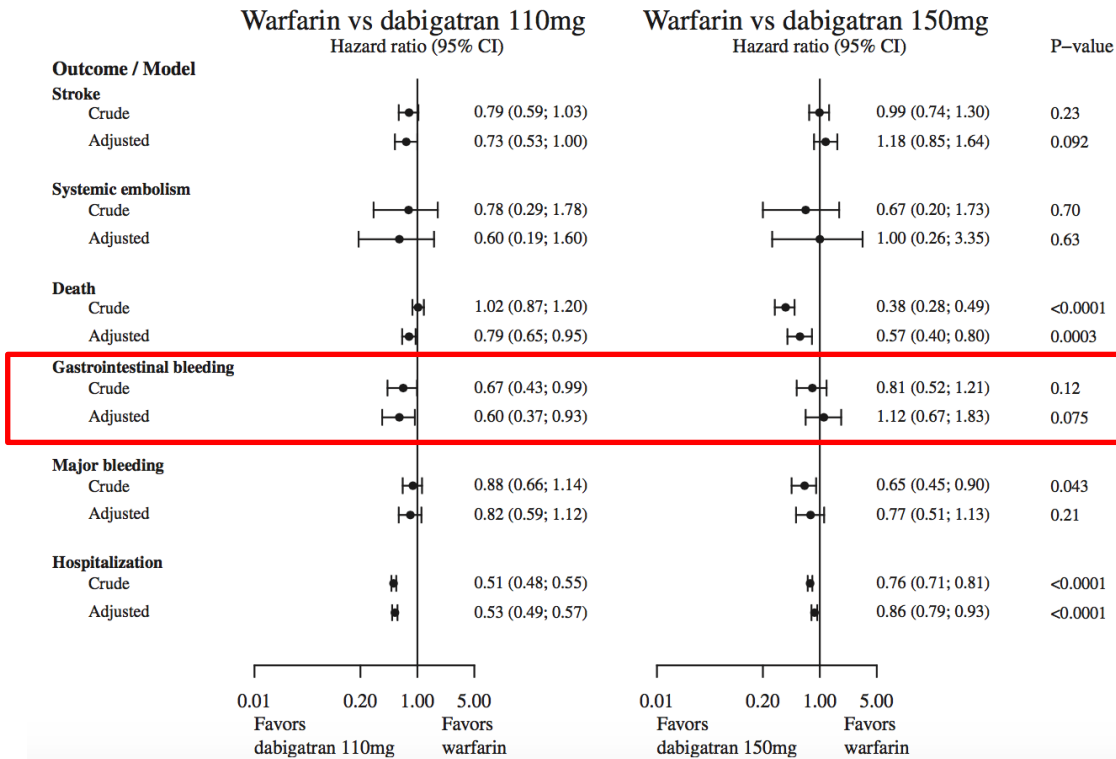 Warfarin vs dabigatran 110mg Warfarin vs dabigatran 150mg
Hazard ratio (95% CI) Hazard ratio (95% CI) P−value
Outcome / Model
Stroke
Crude 0.79 (0.59; 1.03) 0.99 (0.74; 1.30) 0.23
Adjusted 0.73 (0.53; 1.00) 1.18 (0.85; 1.64) 0.092
Systemic embolism
Crude 0.78 (0.29; 1.78) 0.67 (0.20; 1.73) 0.70
Adjusted 0.60 (0.19; 1.60) 1.00 (0.26; 3.35) 0.63
Death
Crude 1.02 (0.87; 1.20) 0.38 (0.28; 0.49) <0.0001
Adjusted 0.79 (0.65; 0.95) 0.57 (0.40; 0.80) 0.0003
Gastrointestinal bleeding
Crude 0.67 (0.43; 0.99) 0.81 (0.52; 1.21) 0.12
Adjusted 0.60 (0.37; 0.93) 1.12 (0.67; 1.83) 0.075
Major bleeding
Crude 0.88 (0.66; 1.14) 0.65 (0.45; 0.90) 0.043
Adjusted 0.82 (0.59; 1.12) 0.77 (0.51; 1.13) 0.21
Hospitalization
Crude 0.51 (0.48; 0.55) 0.76 (0.71; 0.81) <0.0001
Adjusted 0.53 (0.49; 0.57) 0.86 (0.79; 0.93) <0.0001
0.01 0.20 1.00 5.00 0.01 0.20 1.00 5.00
Favors Favors Favors Favors
dabigatran 110mg warfarin dabigatran 150mg warfarin